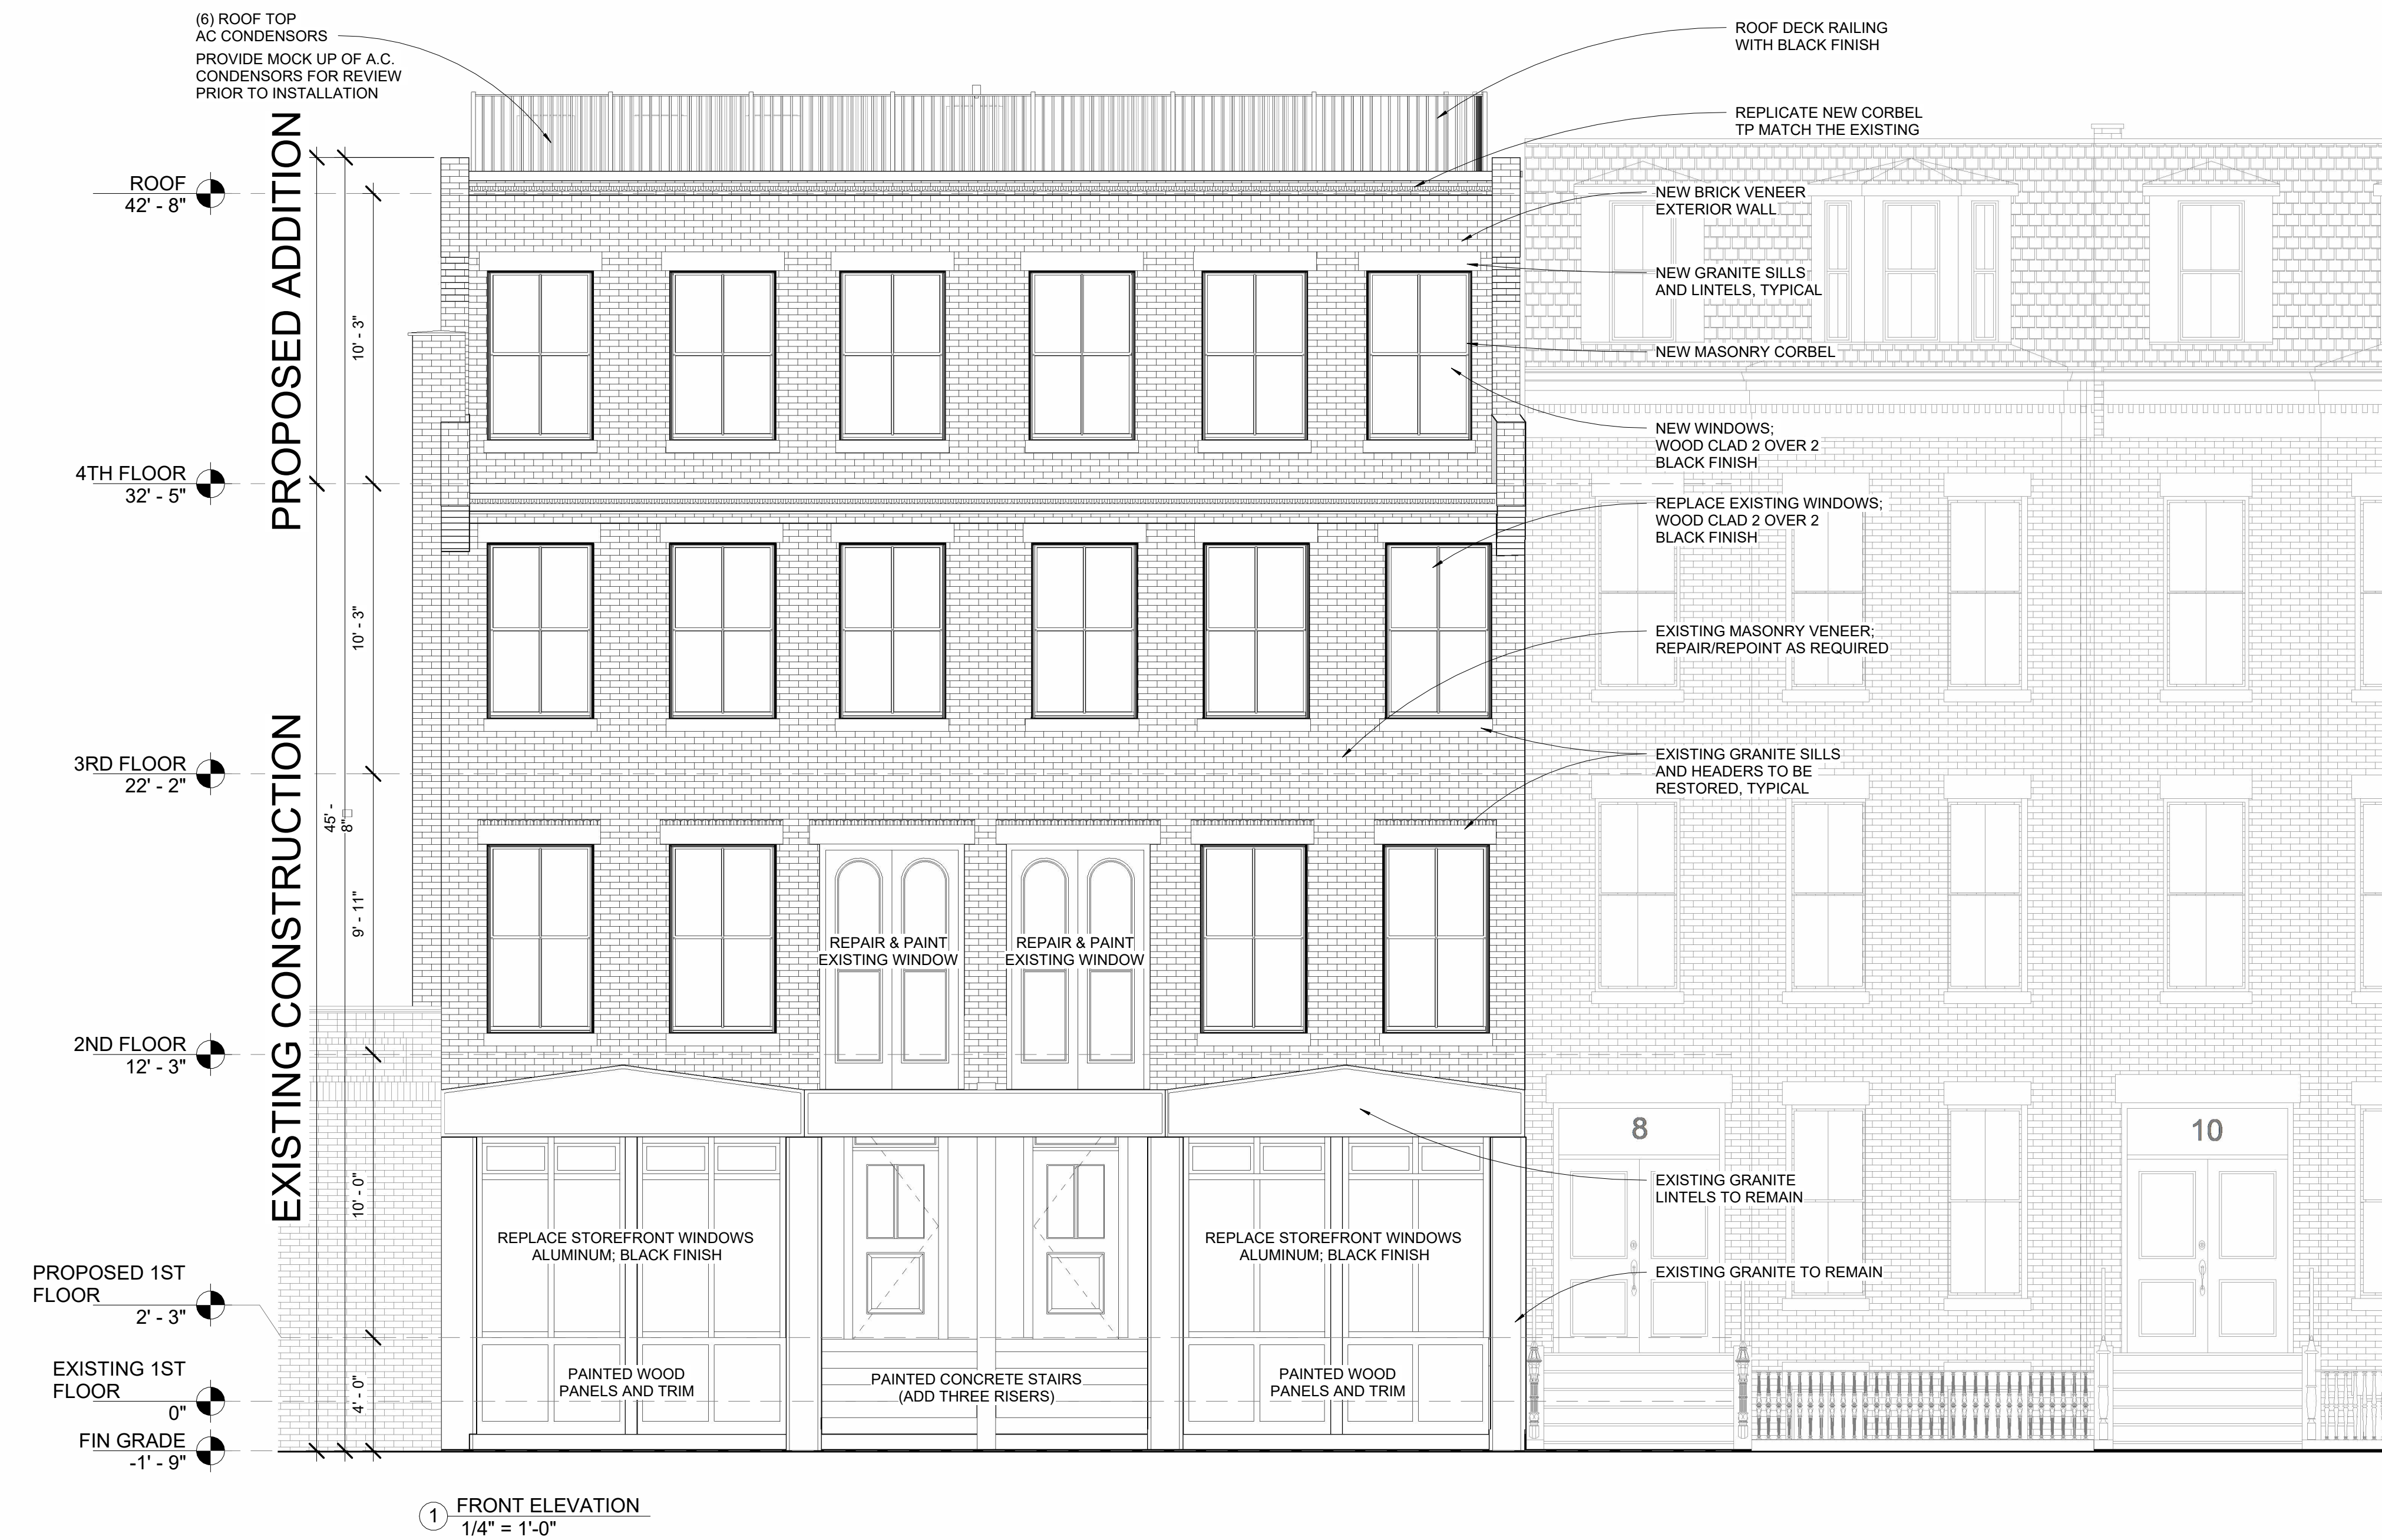 (6) ROOF TOP
AC CONDENSORS
PROVIDE MOCK UP OF A.C.
CONDENSORS FOR REVIEW
PRIOR TO INSTALLATION
ROOF DECK RAILING
WITH BLACK FINISH
REPLICATE NEW CORBEL
TP MATCH THE EXISTING
NEW BRICK VENEER
EXTERIOR WALL
NEW GRANITE SILLS
AND LINTELS, TYPICAL
NEW MASONRY CORBEL
NEW WINDOWS;
WOOD CLAD 2 OVER 2
BLACK FINISH
REPLACE EXISTING WINDOWS;
WOOD CLAD 2 OVER 2
BLACK FINISH
EXISTING MASONRY VENEER;
REPAIR/REPOINT AS REQUIRED
EXISTING GRANITE SILLS
AND HEADERS TO BE
RESTORED, TYPICAL
EXISTING GRANITE
LINTELS TO REMAIN
EXISTING GRANITE TO REMAIN
ROOF
42' - 8"
4TH FLOOR
32' - 5"
3RD FLOOR
22' - 2"
2ND FLOOR
12' - 3"
PROPOSED 1ST
FLOOR
2' - 3"
EXISTING 1ST
FLOOR
0"
FIN GRADE
-1' - 9"
PROPOSED ADDITION
EXISTING CONSTRUCTION
10' - 3"
10' - 3"
45' -
8"
9' - 11"
10' - 0"
4' - 0"
REPAIR & PAINT
EXISTING WINDOW
REPAIR & PAINT
EXISTING WINDOW
REPLACE STOREFRONT WINDOWS
ALUMINUM; BLACK FINISH
REPLACE STOREFRONT WINDOWS
ALUMINUM; BLACK FINISH
PAINTED WOOD
PANELS AND TRIM
PAINTED CONCRETE STAIRS
(ADD THREE RISERS)
PAINTED WOOD
PANELS AND TRIM
8
10
1
FRONT ELEVATION
1/4" = 1'-0"